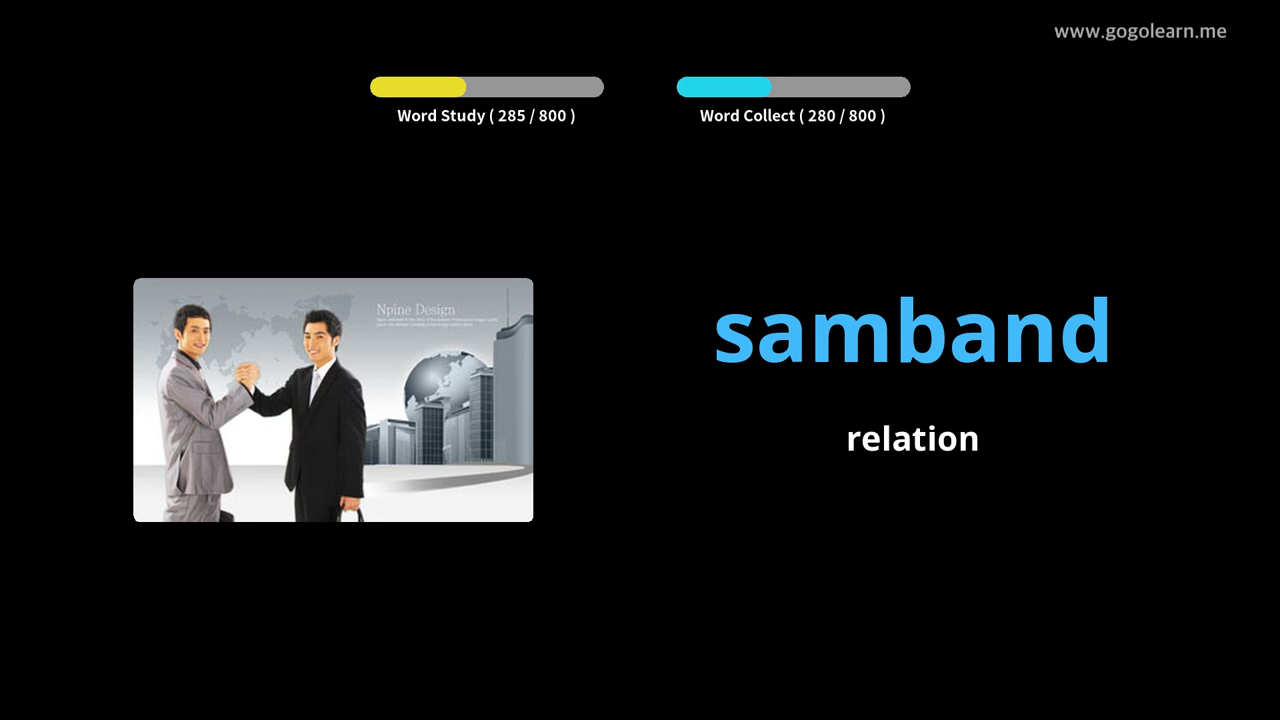 www.gogolearn.me
Word Study ( 285 / 800 )
Word Collect ( 280 / 800 )
Npine Design
samband
relation